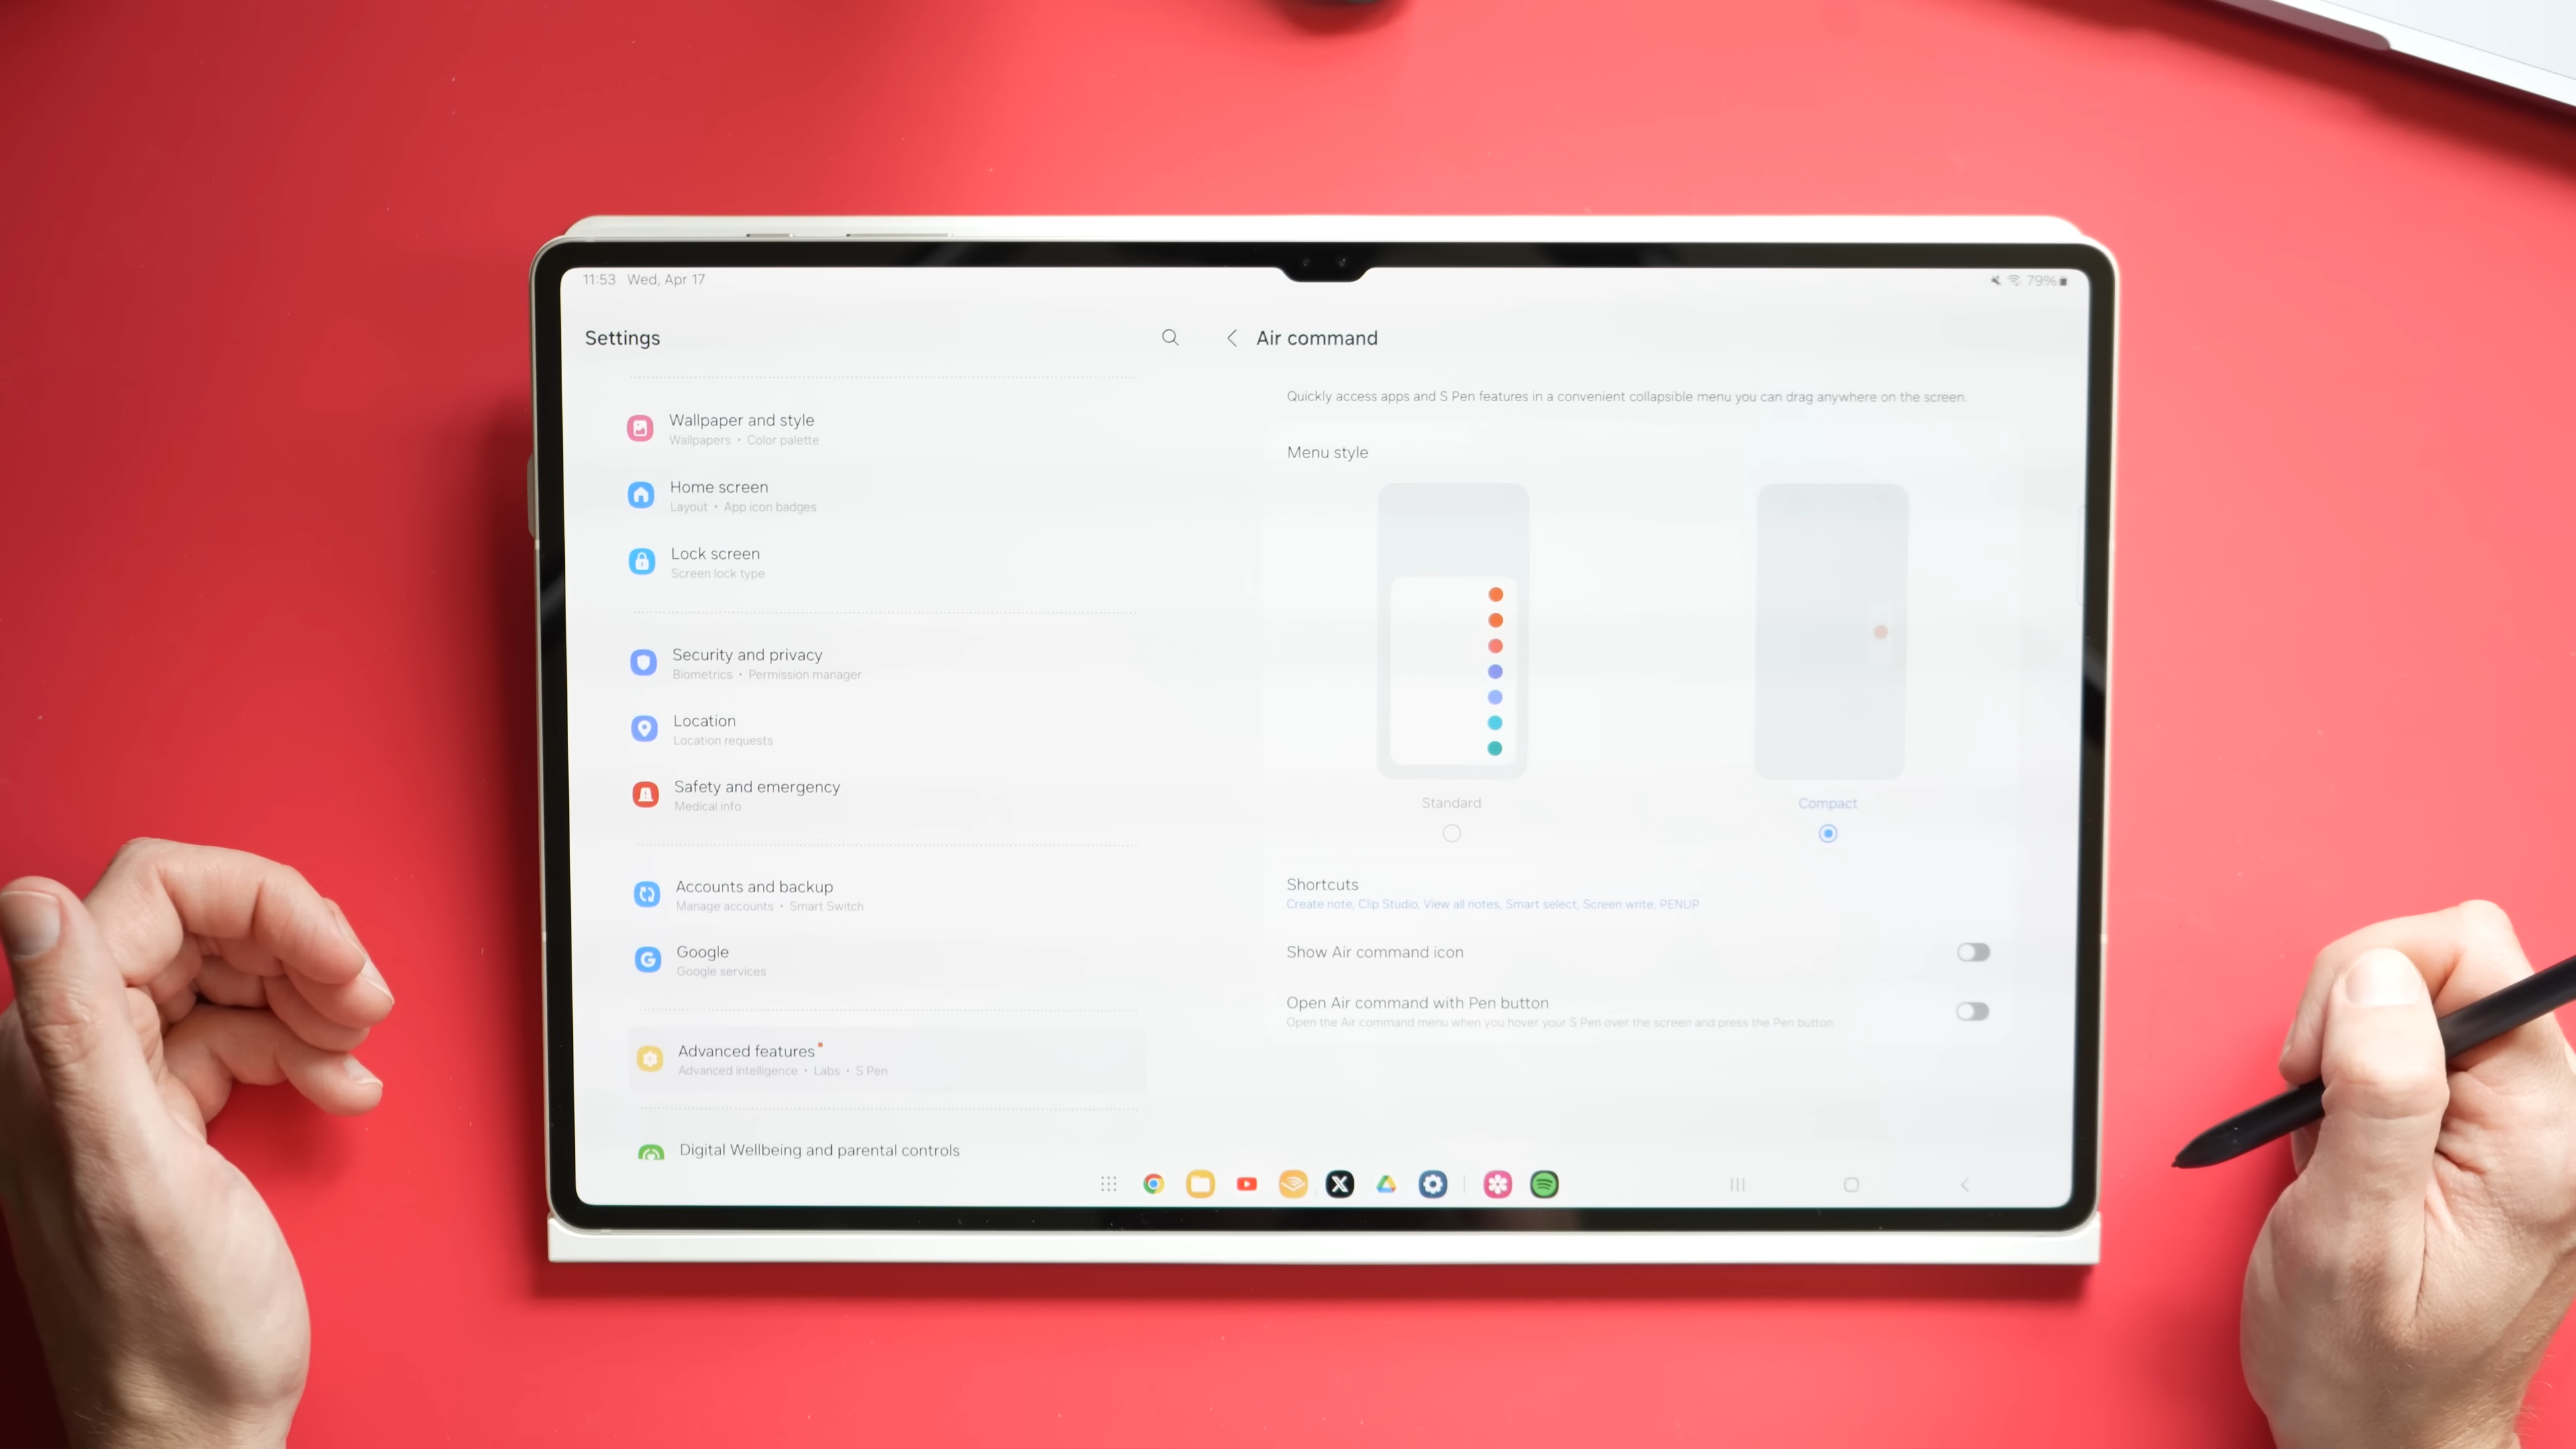 11:53 Wed, Apr 17
79%
Settings
Wallpaper and style
Wallpapers • Color palette
Home screen
Layout • App icon badges
Lock screen
Screen lock type
Security and privacy
Biometrics • Permission manager
Location
Location requests
Safety and emergency
Medical info
Accounts and backup
Manage accounts • Smart Switch
Google
Google services
Advanced features
Advanced intelligence • Labs • S Pen
Digital Wellbeing and parental controls
Air command
Quickly access apps and S Pen features in a convenient collapsible menu you can drag anywhere on the screen.
Menu style
Standard
Compact
Shortcuts
Create note, Clip Studio, View all notes, Smart select, Screen write, PENUP
Show Air command icon
Open Air command with Pen button
Open the Air command menu when you hover your S Pen over the screen and press the Pen button